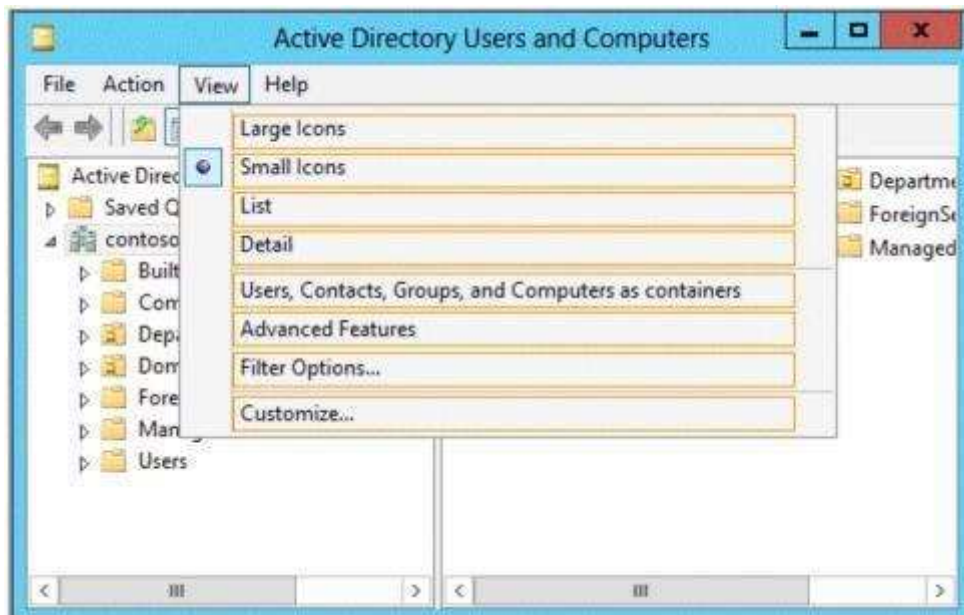 Active Directory Users and Computers
File Action View Help
Large Icons
Small Icons
List
Detail
Users, Contacts, Groups, and Computers as containers
Advanced Features
Filter Options...
Customize...
Active Direc
Saved Q
contoso
Built
Com
Depa
Dom
Fore
Man
Users
Departme
ForeignSe
Managed